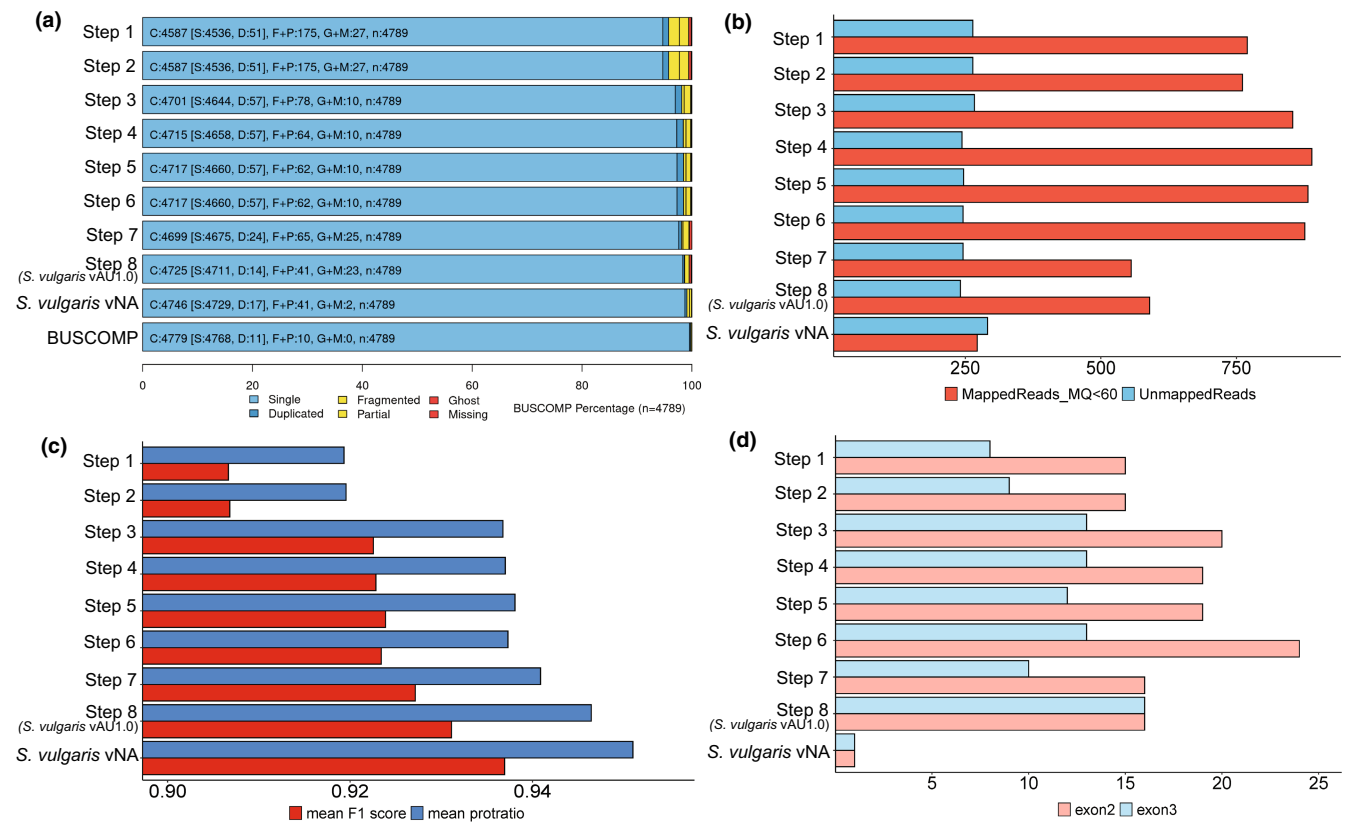 (a)
Step 1
C:4587 [S:4536, D:51], F+P:175, G+M:27, n:4789
Step 2
C:4587 [S:4536, D:51], F+P:175, G+M:27, n:4789
Step 3
C:4701 [S:4644, D:57], F+P:78, G+M:10, n:4789
Step 4
C:4715 [S:4658, D:57], F+P:64, G+M:10, n:4789
Step 5
C:4717 [S:4660, D:57], F+P:62, G+M:10, n:4789
Step 6
C:4717 [S:4660, D:57], F+P:62, G+M:10, n:4789
Step 7
C:4699 [S:4675, D:24], F+P:65, G+M:25, n:4789
Step 8
(S. vulgaris vAU1.0)
C:4725 [S:4711, D:14], F+P:41, G+M:23, n:4789
S. vulgaris vNA
C:4746 [S:4729, D:17], F+P:41, G+M:2, n:4789
BUSCOMP
C:4779 [S:4768, D:11], F+P:10, G+M:0, n:4789
0 20 40 60 80 100
Single Fragmented Ghost
Duplicated Partial Missing
BUSCOMP Percentage (n=4789)
(b)
Step 1
Step 2
Step 3
Step 4
Step 5
Step 6
Step 7
Step 8
(S. vulgaris vAU1.0)
S. vulgaris vNA
250 500 750
MappedReads_MQ<60 UnmappedReads
(c)
Step 1
Step 2
Step 3
Step 4
Step 5
Step 6
Step 7
Step 8
(S. vulgaris vAU1.0)
S. vulgaris vNA
0.90 0.92 0.94
mean F1 score mean protratio
(d)
Step 1
Step 2
Step 3
Step 4
Step 5
Step 6
Step 7
Step 8
(S. vulgaris vAU1.0)
S. vulgaris vNA
5 10 15 20 25
exon2 exon3